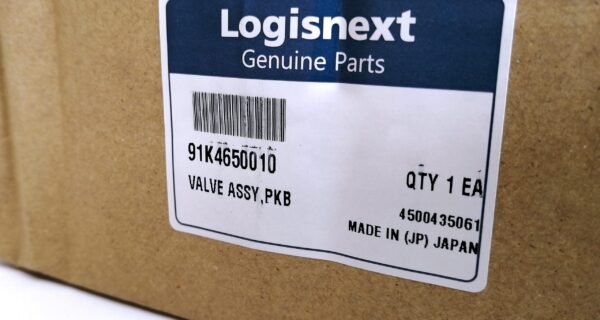 Logisnext
Genuine Parts
91K4650010
QTY 1 EA
VALVE ASSY,PKB
4500435061
MADE IN (JP) JAPAN